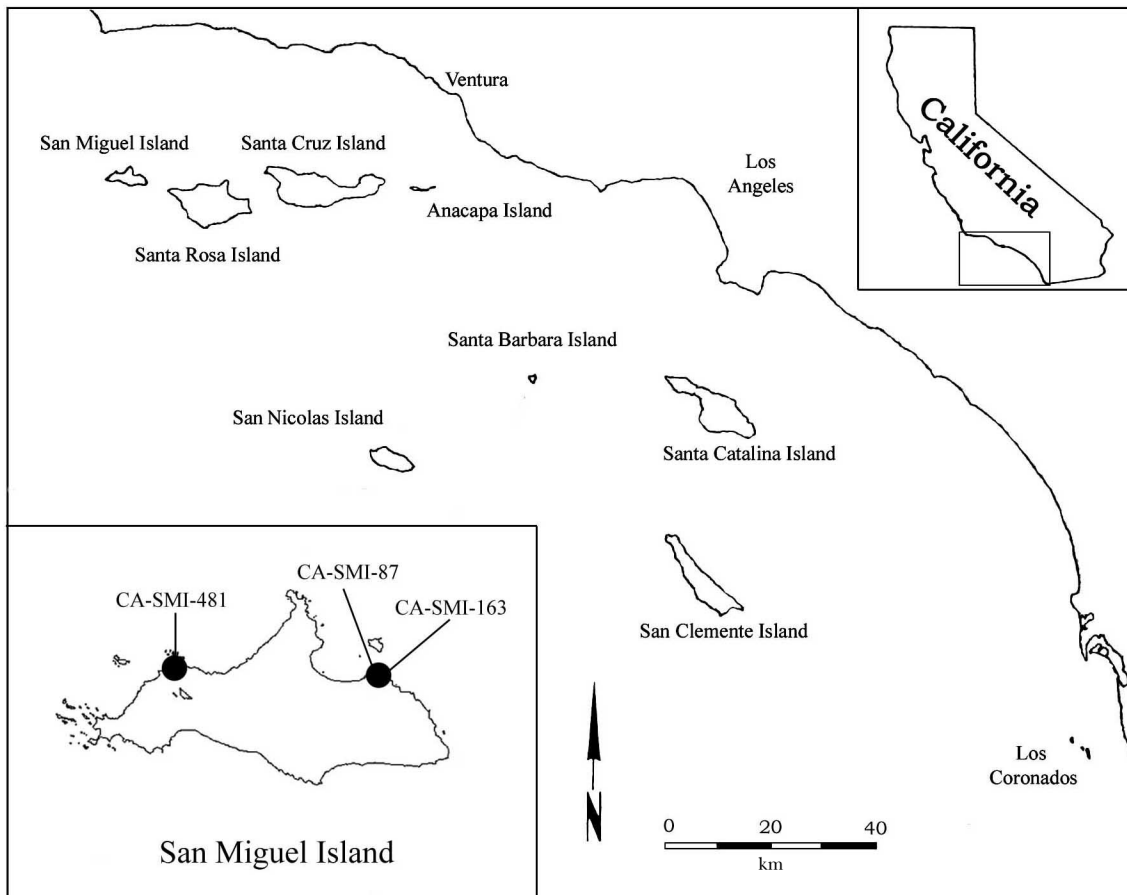 Ventura
California
San Miguel Island
Santa Cruz Island
Los
Angeles
Anacapa Island
Santa Rosa Island
Santa Barbara Island
San Nicolas Island
Santa Catalina Island
CA-SMI-87
CA-SMI-481
CA-SMI-163
San Clemente Island
Los
Coronados
N
0 20 40
km
San Miguel Island